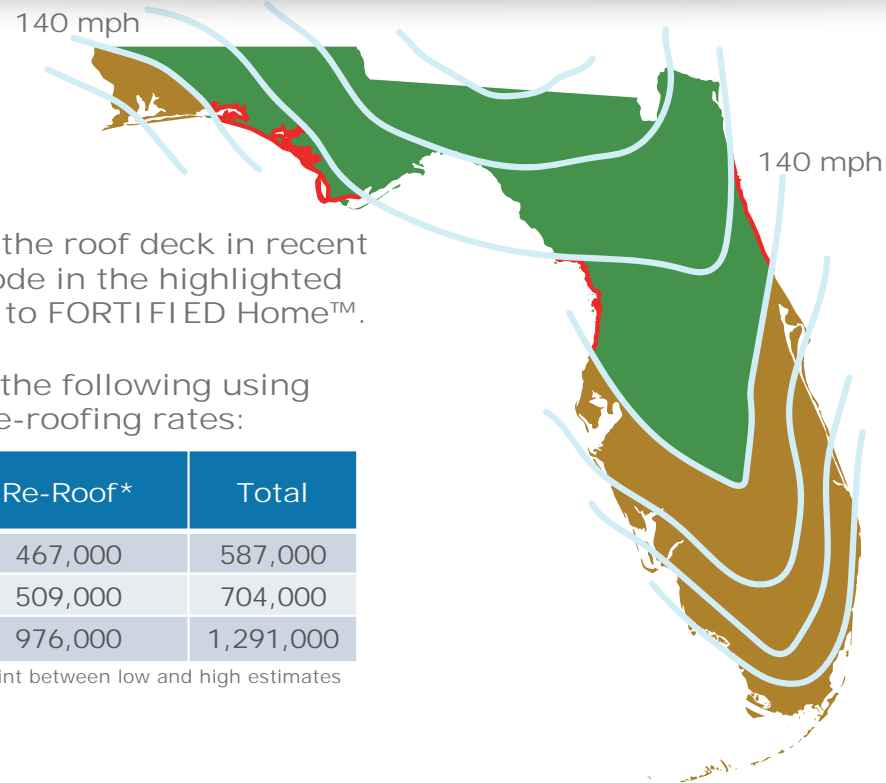 140 mph
140 mph
the roof deck in recent
ode in the highlighted
to FORTIFIED Home™.
the following using
e-roofing rates:
Re-Roof* Total
467,000 587,000
509,000 704,000
976,000 1,291,000
int between low and high estimates